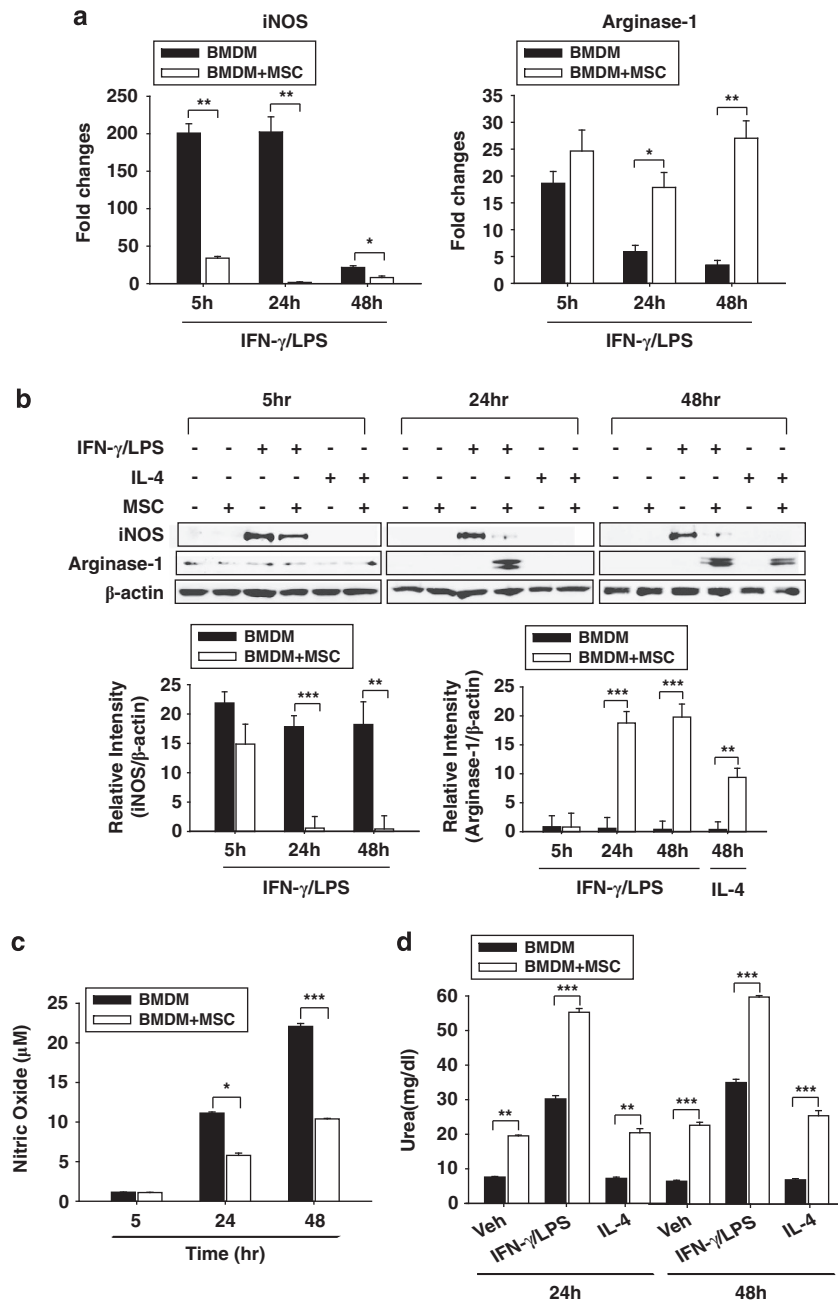 a
iNOS
BMDM
BMDM+MSC
Fold changes
250
200
150
100
50
0
**
**
*
5h 24h 48h
IFN-γ/LPS
Arginase-1
BMDM
BMDM+MSC
Fold changes
35
30
25
20
15
10
5
0
*
**
5h 24h 48h
IFN-γ/LPS
b
5hr 24hr 48hr
IFN-γ/LPS - - + + - - - - + + - - - - + + - -
IL-4 - - - - + + - - - - + + - - - - + +
MSC - + - + - + - + - + - + - + - + - +
iNOS
Arginase-1
β-actin
BMDM
BMDM+MSC
Relative Intensity
(iNOS/β-actin)
25
20
15
10
5
0
***
**
5h 24h 48h
IFN-γ/LPS
BMDM
BMDM+MSC
Relative Intensity
(Arginase-1/β-actin)
25
20
15
10
5
0
***
***
**
5h 24h 48h 48h
IFN-γ/LPS IL-4
c
BMDM
BMDM+MSC
Nitric Oxide (μM)
25
20
15
10
5
0
*
***
5 24 48
Time (hr)
d
BMDM
BMDM+MSC
Urea(mg/dl)
60
50
40
30
20
10
0
**
***
**
***
***
***
Veh IFN-γ/LPS IL-4 Veh IFN-γ/LPS IL-4
24h 48h